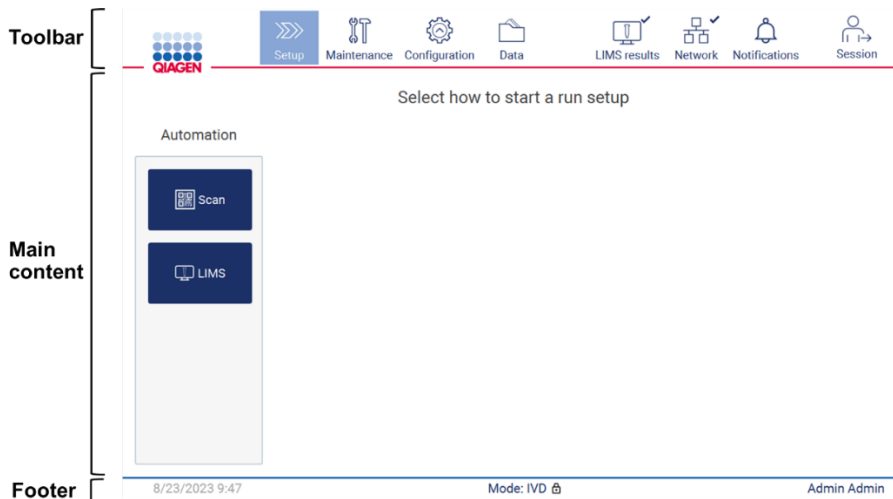 Toolbar
QIAGEN
Setup
Maintenance
Configuration
Data
LIMS results
Network
Notifications
Session
Select how to start a run setup
Automation
Scan
LIMS
Main
content
Footer
8/23/2023 9:47
Mode: IVD
Admin Admin